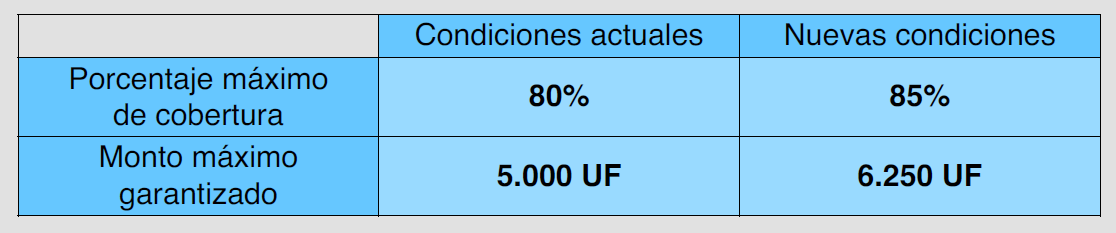 Condiciones actuales
Nuevas condiciones
Porcentaje máximo
de cobertura
80%
85%
Monto máximo
garantizado
5.000 UF
6.250 UF